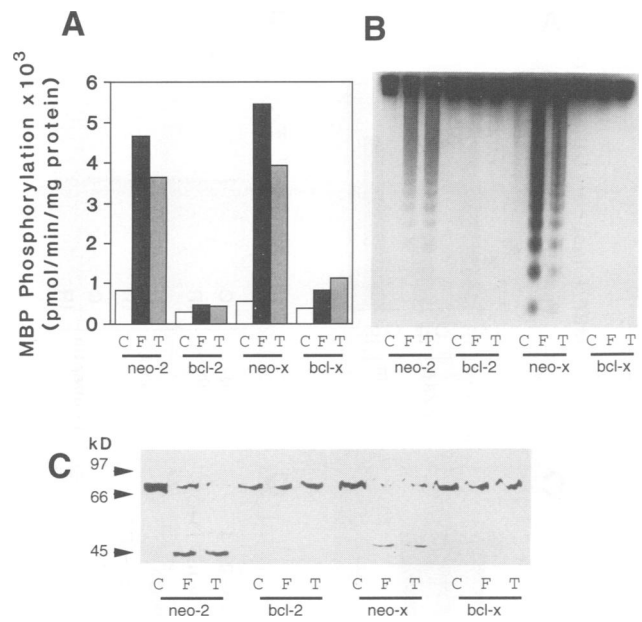 A
MBP Phosphorylation x 10³
(pmol/min/mg protein)
6
5
4
3
2
1
0
C F T C F T C F T C F T
neo-2 bcl-2 neo-x bcl-x
B
C F T C F T C F T C F T
neo-2 bcl-2 neo-x bcl-x
C
kD
97
66
45
C F T C F T C F T C F T
neo-2 bcl-2 neo-x bcl-x